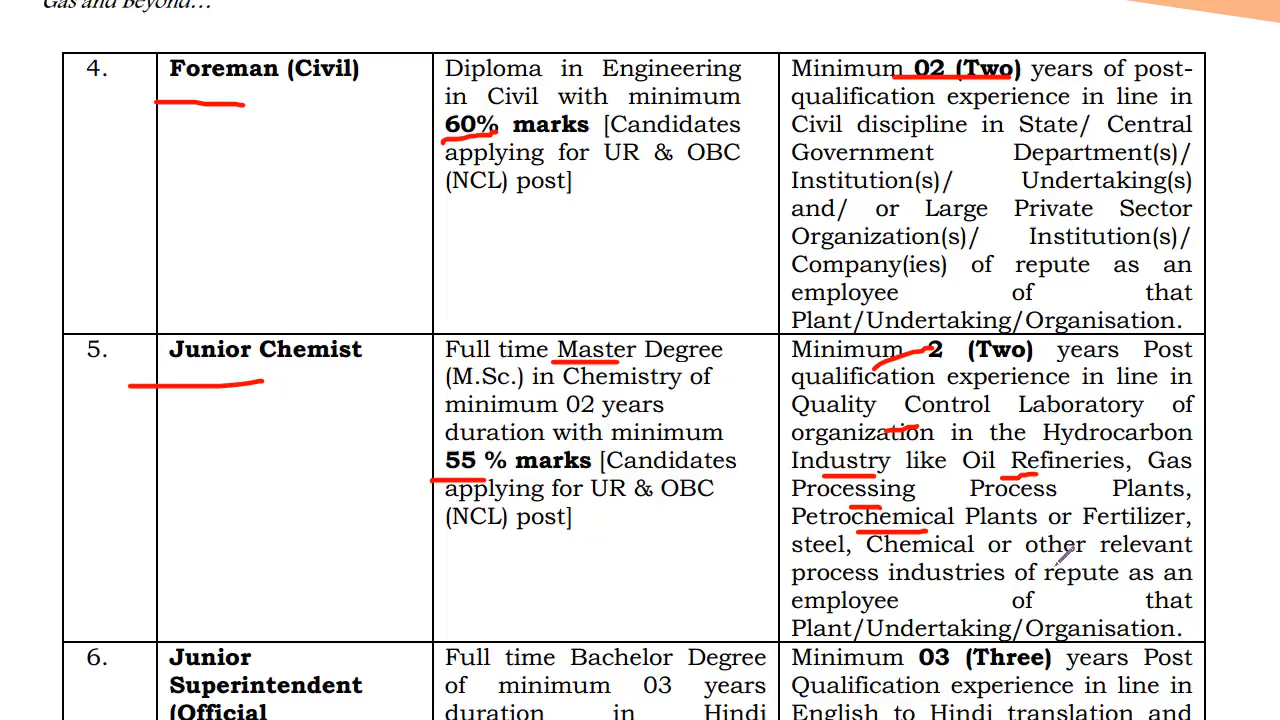 Gas and Beyond...
4.
Foreman (Civil)
Diploma in Engineering
in Civil with minimum
60% marks [Candidates
applying for UR & OBC
(NCL) post]
Minimum 02 (Two) years of post-
qualification experience in line in
Civil discipline in State/ Central
Government Department(s)/
Institution(s)/ Undertaking(s)
and/ or Large Private Sector
Organization(s)/ Institution(s)/
Company(ies) of repute as an
employee of that
Plant/Undertaking/Organisation.
5.
Junior Chemist
Full time Master Degree
(M.Sc.) in Chemistry of
minimum 02 years
duration with minimum
55 % marks [Candidates
applying for UR & OBC
(NCL) post]
Minimum 2 (Two) years Post
qualification experience in line in
Quality Control Laboratory of
organization in the Hydrocarbon
Industry like Oil Refineries, Gas
Processing Process Plants,
Petrochemical Plants or Fertilizer,
steel, Chemical or other relevant
process industries of repute as an
employee of that
Plant/Undertaking/Organisation.
6.
Junior
Superintendent
(Official
Full time Bachelor Degree
of minimum 03 years
duration in Hindi
Minimum 03 (Three) years Post
Qualification experience in line in
English to Hindi translation and